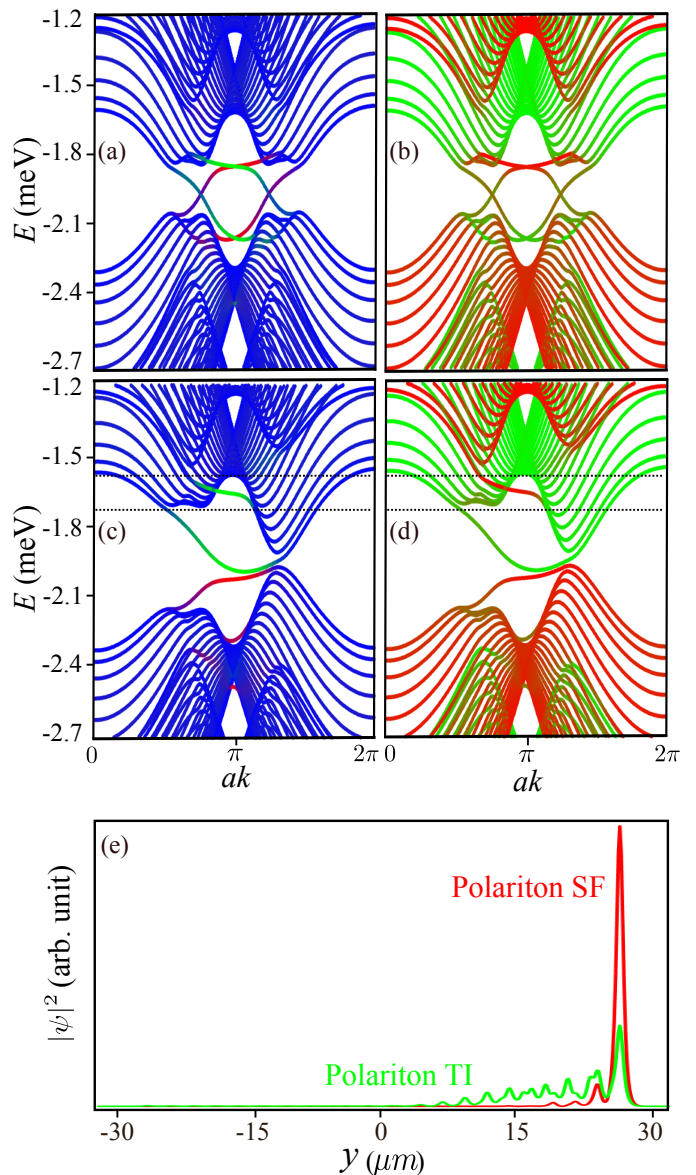 -1.2
-1.5
-1.8
-2.1
-2.4
-2.7
E (meV)
(a)
(b)
-1.2
-1.5
-1.8
-2.1
-2.4
-2.7
E (meV)
(c)
(d)
0 π 2π 0 π 2π
ak ak
(e)
Polariton SF
Polariton TI
|ψ|² (arb. unit)
-30 -15 0 15 30
y (μm)